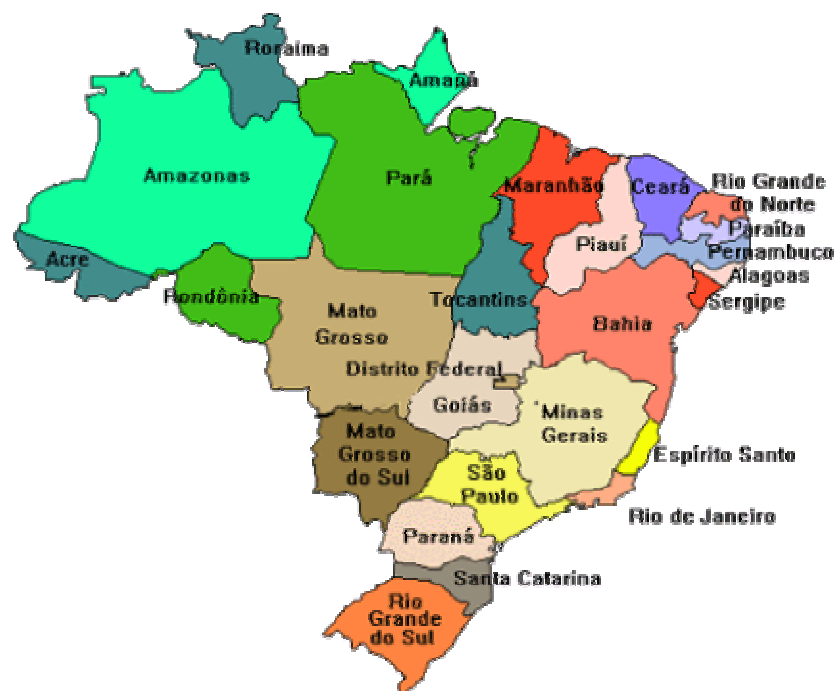 Roraima
Amapá
Amazonas
Pará
Maranhão
Ceará
Rio Grande
do Norte
Paraíba
Piauí
Pernambuco
Acre
Alagoas
Rondônia
Tocantins
Sergipe
Mato
Grosso
Bahia
Distrito Federal
Goiás
Minas
Gerais
Mato
Grosso
do Sul
Espírito Santo
São
Paulo
Rio de Janeiro
Paraná
Santa Catarina
Rio
Grande
do Sul